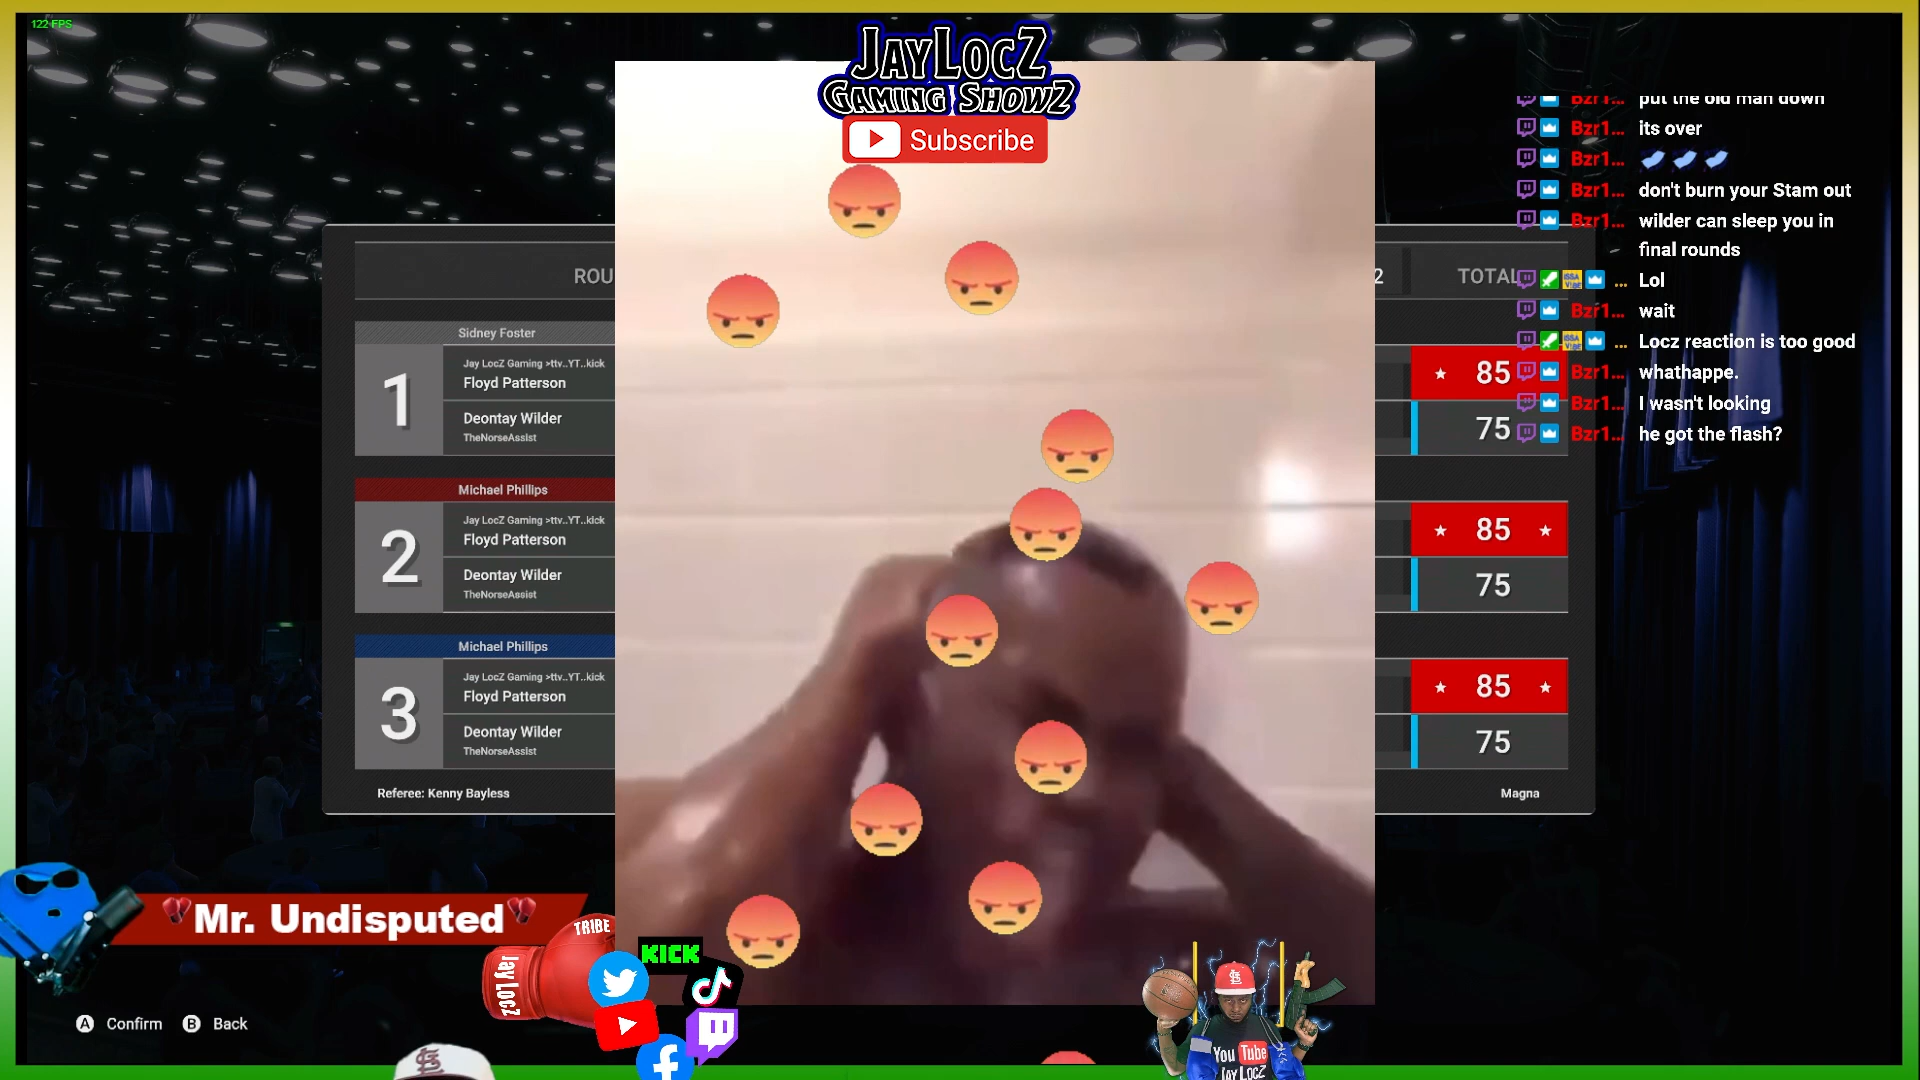 122 FPS
JAYLOCZ
GAMING SHOWZ
Subscribe
Bzr1... put the old man down
Bzr1... its over
Bzr1...
Bzr1... don't burn your Stam out
Bzr1... wilder can sleep you in
final rounds
... Lol
Bzr1... wait
... Locz reaction is too good
Bzr1... whathappe.
Bzr1... I wasn't looking
Bzr1... he got the flash?
ROU 2 TOTAL
Sidney Foster
1
Jay LocZ Gaming >ttv..YT..kick
Floyd Patterson 85
Deontay Wilder 75
TheNorseAssist
Michael Phillips
2
Jay LocZ Gaming >ttv..YT..kick
Floyd Patterson 85
Deontay Wilder 75
TheNorseAssist
Michael Phillips
3
Jay LocZ Gaming >ttv..YT..kick
Floyd Patterson 85
Deontay Wilder 75
TheNorseAssist
Referee: Kenny Bayless Magna
Mr. Undisputed
TRIBE
Jay Locz
KICK
You Tube
JAY LOCZ
A Confirm B Back